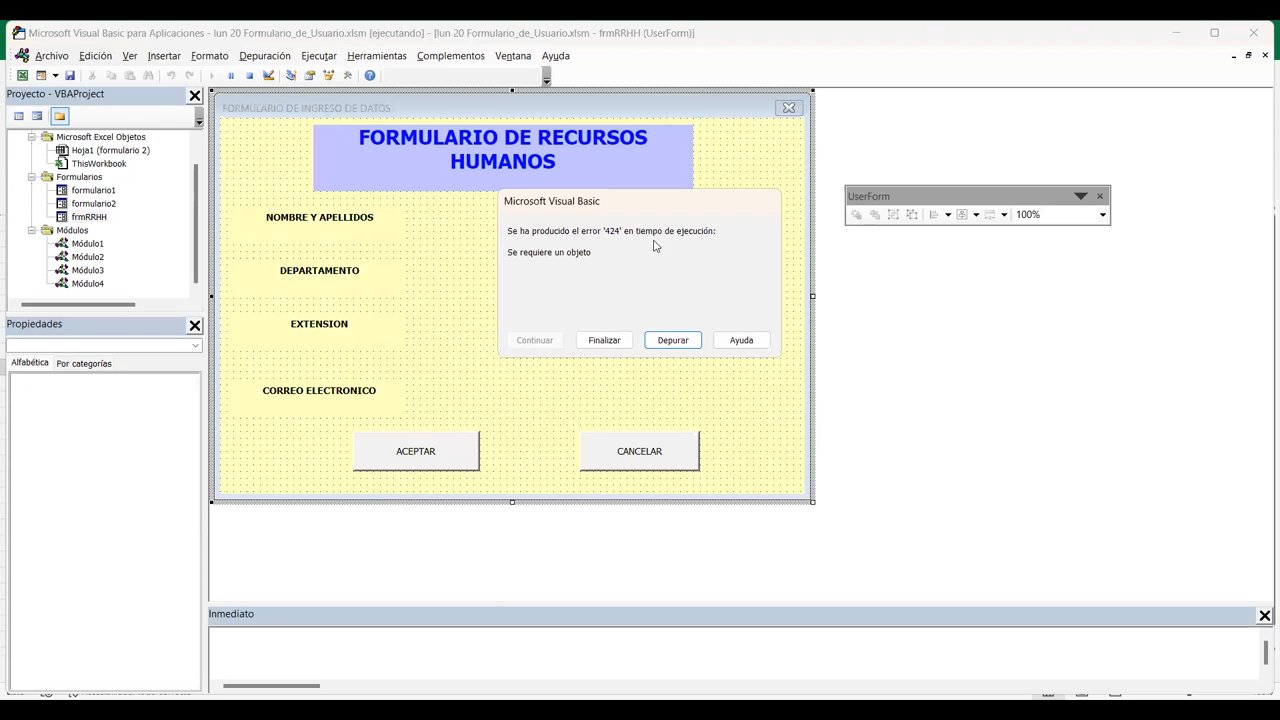 Microsoft Visual Basic para Aplicaciones - lun 20 Formulario_de_Usuario.xlsm [ejecutando] - [lun 20 Formulario_de_Usuario.xlsm - frmRRHH (UserForm)]
Archivo Edición Ver Insertar Formato Depuración Ejecutar Herramientas Complementos Ventana Ayuda
Proyecto - VBAProject
Microsoft Excel Objetos
Hoja1 (formulario 2)
ThisWorkbook
Formularios
formulario1
formulario2
frmRRHH
Módulos
Módulo1
Módulo2
Módulo3
Módulo4
Propiedades
Alfabética Por categorías
FORMULARIO DE INGRESO DE DATOS
FORMULARIO DE RECURSOS
HUMANOS
NOMBRE Y APELLIDOS
DEPARTAMENTO
EXTENSION
CORREO ELECTRONICO
ACEPTAR CANCELAR
Microsoft Visual Basic
Se ha producido el error '424' en tiempo de ejecución:
Se requiere un objeto
Continuar Finalizar Depurar Ayuda
UserForm
100%
Inmediato